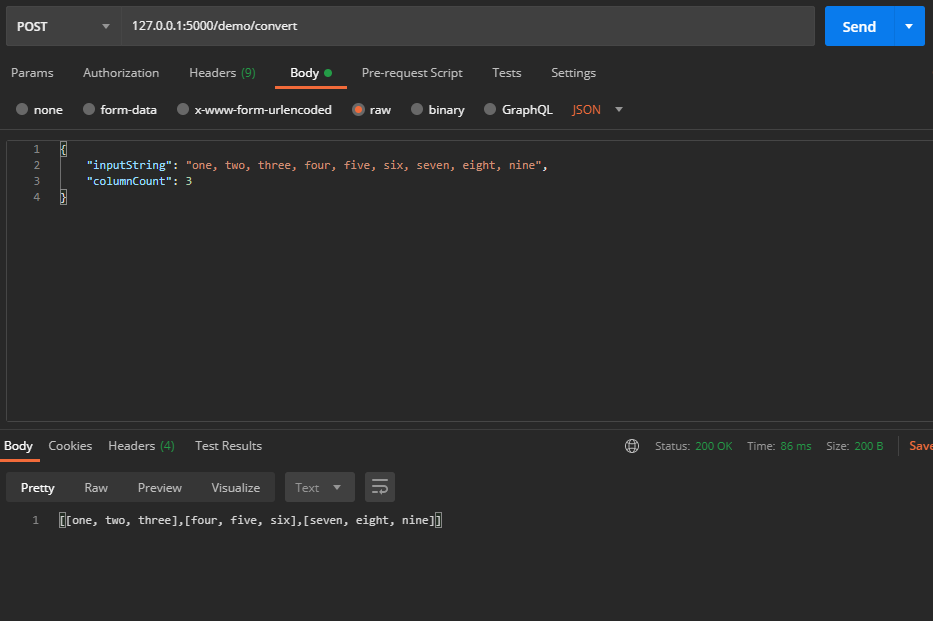 POST 127.0.0.1:5000/demo/convert Send
Params Authorization Headers (9) Body Pre-request Script Tests Settings
none form-data x-www-form-urlencoded raw binary GraphQL JSON
1 {
2 "inputString": "one, two, three, four, five, six, seven, eight, nine",
3 "columnCount": 3
4 }
Body Cookies Headers (4) Test Results Status: 200 OK Time: 86 ms Size: 200 B Save
Pretty Raw Preview Visualize Text
1 [[one, two, three],[four, five, six],[seven, eight, nine]]